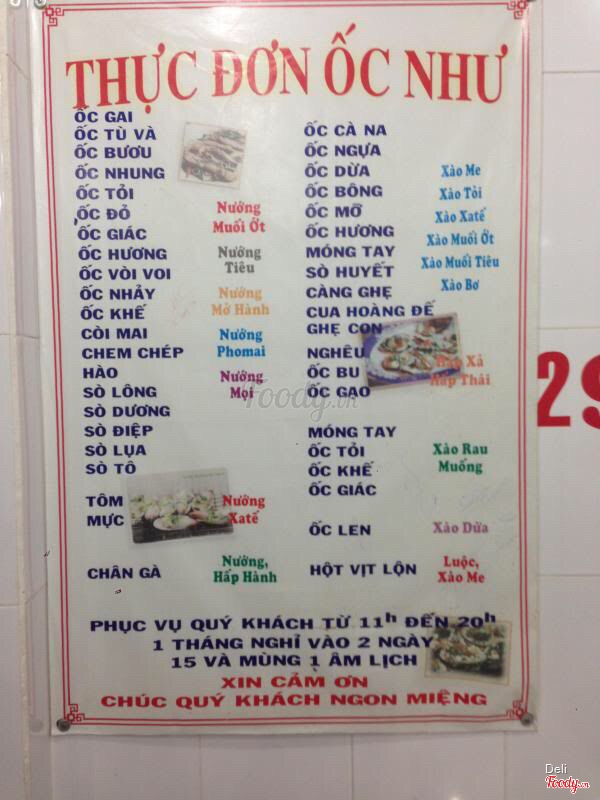 THỰC ĐƠN ỐC NHƯ
ỐC GAI
ỐC TÙ VÀ
ỐC BƯƠU
ỐC NHUNG
ỐC TỎI
ỐC ĐỎ
ỐC GIÁC
ỐC HƯƠNG
ỐC VÒI VOI
ỐC NHẢY
ỐC KHẾ
CÒI MAI
CHEM CHÉP
HÀO
SÒ LÔNG
SÒ DƯƠNG
SÒ ĐIỆP
SÒ LỤA
SÒ TÔ
Nướng
Muối Ớt
Nướng
Tiêu
Nướng
Mở Hành
Nướng
Phomai
Nướng
Mọi
TÔM
MỰC
Nướng
Xatế
CHÂN GÀ
Nướng,
Hấp Hành
ỐC CÀ NA
ỐC NGỰA
ỐC DỪA
ỐC BÔNG
ỐC MỠ
ỐC HƯƠNG
MÓNG TAY
SÒ HUYẾT
CÀNG GHẸ
CUA HOÀNG ĐẾ
GHẸ CON
Xào Me
Xào Tỏi
Xào Xatế
Xào Muối Ớt
Xào Muối Tiêu
Xào Bơ
NGHÊU
ỐC BU
ỐC GẠO
Hấp Xả
Hấp Thái
MÓNG TAY
ỐC TỎI
ỐC KHẾ
ỐC GIÁC
Xào Rau
Muống
ỐC LEN
Xào Dừa
HỘT VỊT LỘN
Luộc,
Xào Me
PHỤC VỤ QUÝ KHÁCH TỪ 11h ĐẾN 20h
1 THÁNG NGHỈ VÀO 2 NGÀY
15 VÀ MÙNG 1 ÂM LỊCH
XIN CẢM ƠN
CHÚC QUÝ KHÁCH NGON MIỆNG
29
foody.vn
Deli
Foody.vn